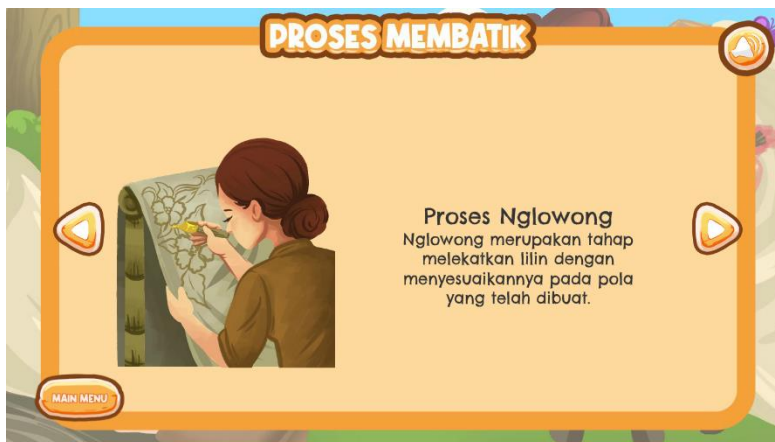 PROSES MEMBATIK
Proses Nglowong
Nglowong merupakan tahap
melekatkan lilin dengan
menyesuaikannya pada pola
yang telah dibuat.
MAIN MENU